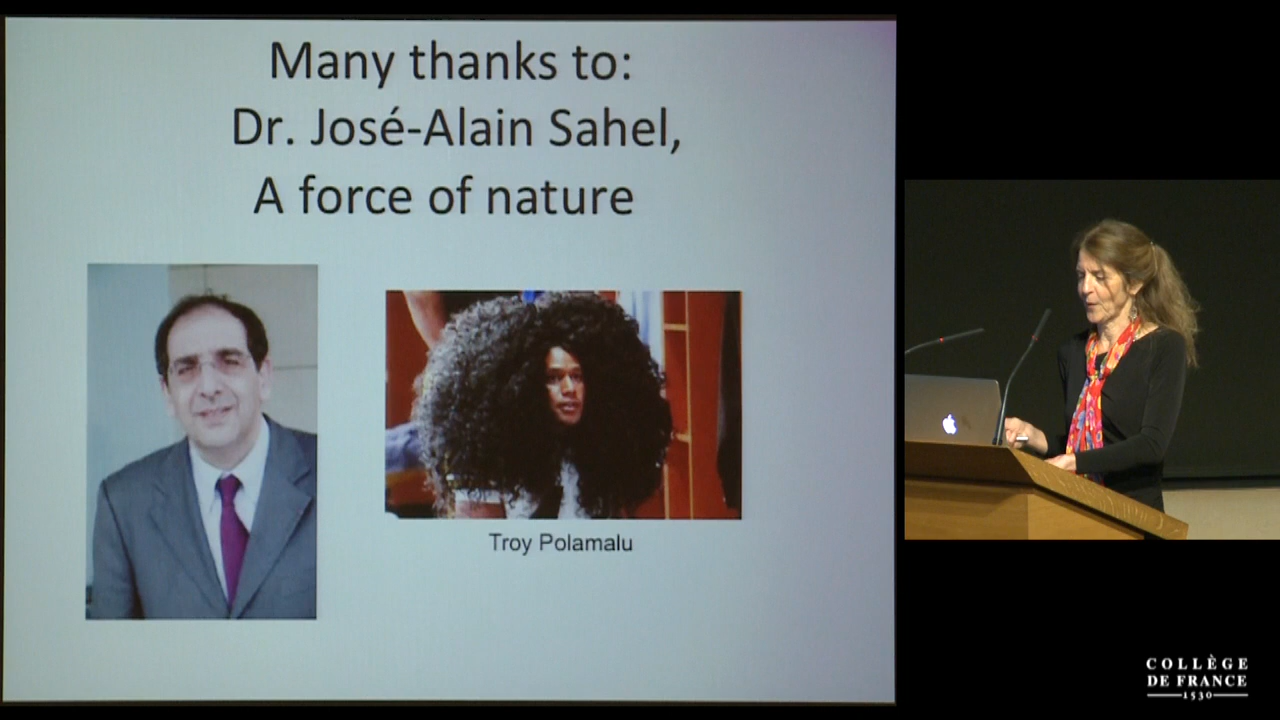 Many thanks to:
Dr. José-Alain Sahel,
A force of nature
Troy Polamalu
COLLÈGE
DE FRANCE
1530